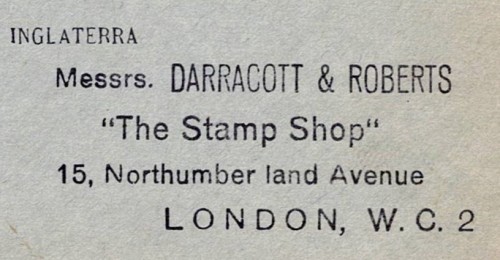 INGLATERRA
Messrs. DARRACOTT & ROBERTS
"The Stamp Shop"
15, Northumber land Avenue
LONDON, W. C. 2